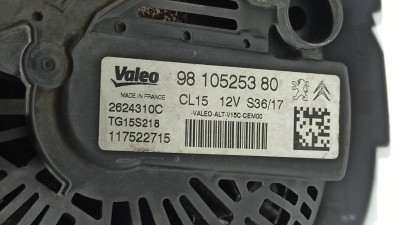 Valeo 98 105253 80
MADE IN FRANCE CL15 12V S36/17
2624310C -VALEO-ALT-V15C-CEM00
TG15S218
117522715